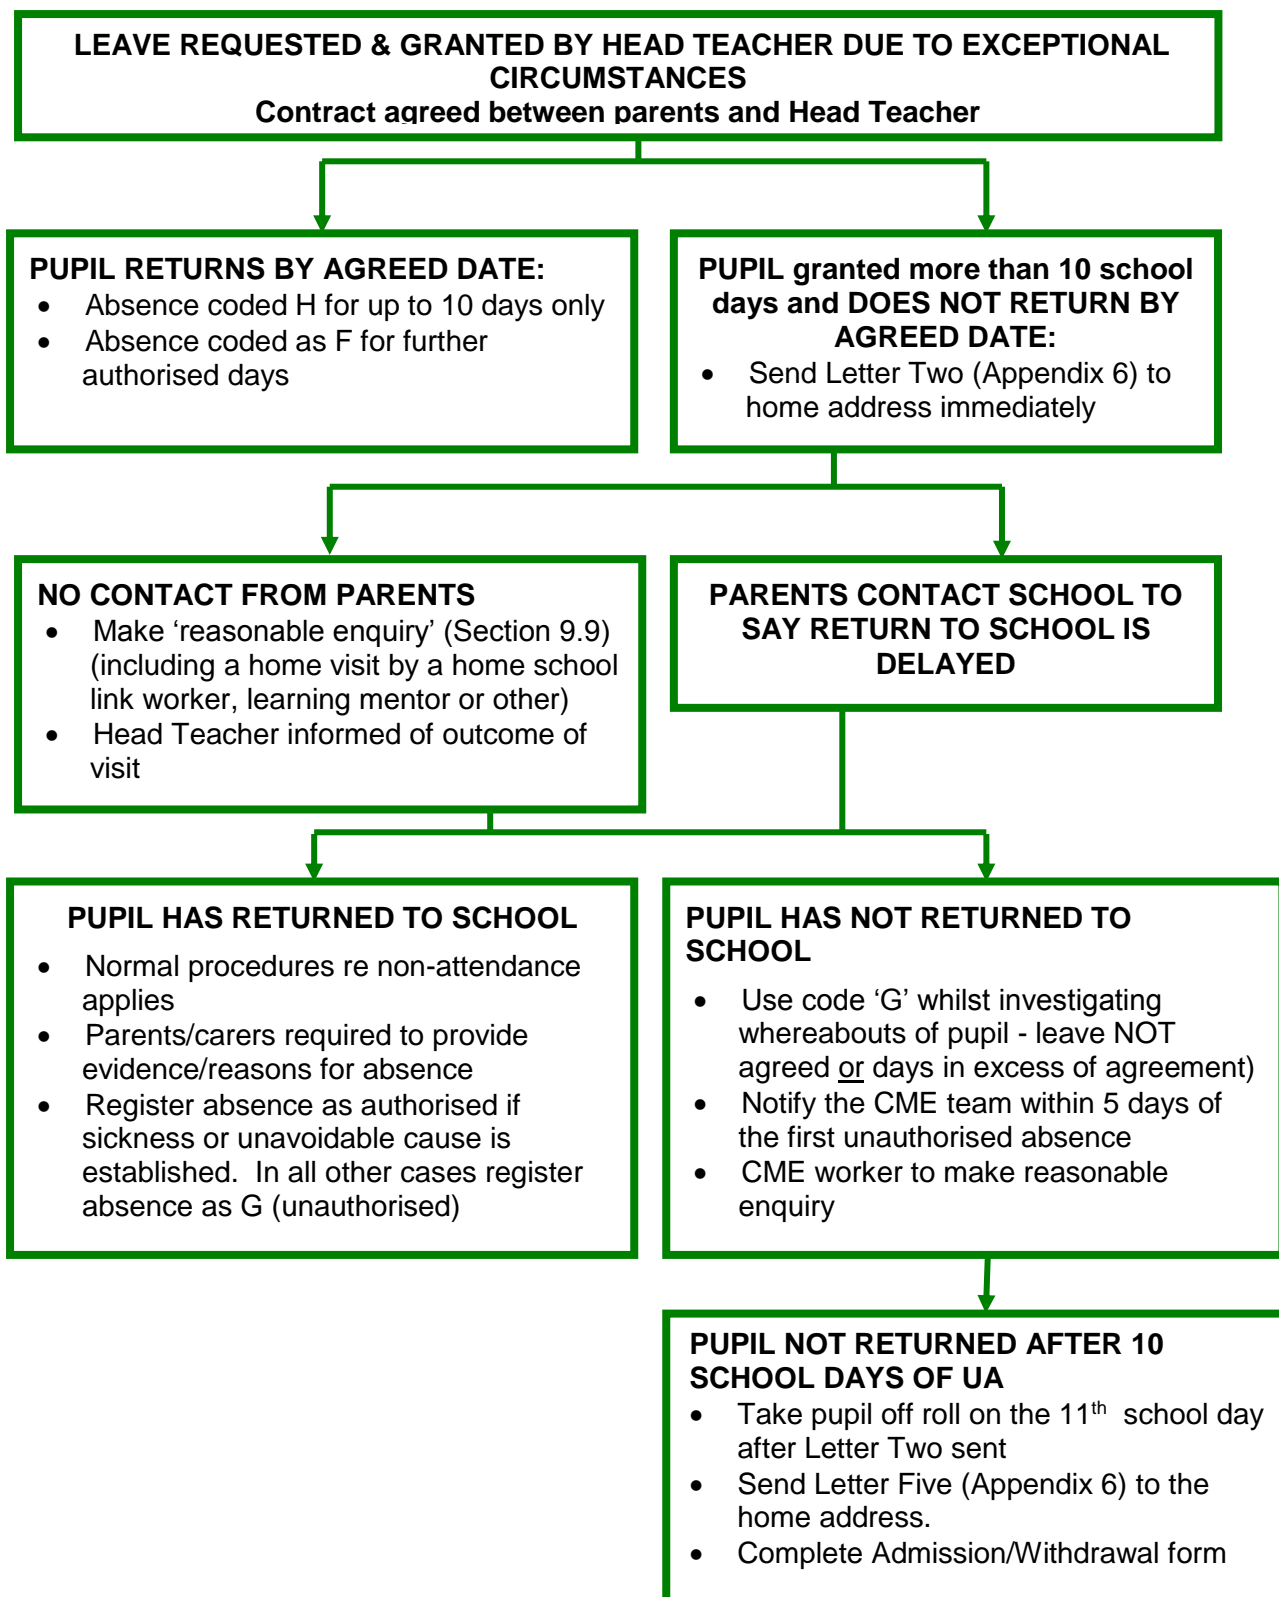 LEAVE REQUESTED & GRANTED BY HEAD TEACHER DUE TO EXCEPTIONAL
CIRCUMSTANCES
Contract agreed between parents and Head Teacher
PUPIL RETURNS BY AGREED DATE:
• Absence coded H for up to 10 days only
• Absence coded as F for further
authorised days
PUPIL granted more than 10 school
days and DOES NOT RETURN BY
AGREED DATE:
• Send Letter Two (Appendix 6) to
home address immediately
NO CONTACT FROM PARENTS
• Make ‘reasonable enquiry’ (Section 9.9)
(including a home visit by a home school
link worker, learning mentor or other)
• Head Teacher informed of outcome of
visit
PARENTS CONTACT SCHOOL TO
SAY RETURN TO SCHOOL IS
DELAYED
PUPIL HAS RETURNED TO SCHOOL
• Normal procedures re non-attendance
applies
• Parents/carers required to provide
evidence/reasons for absence
• Register absence as authorised if
sickness or unavoidable cause is
established. In all other cases register
absence as G (unauthorised)
PUPIL HAS NOT RETURNED TO
SCHOOL
• Use code ‘G’ whilst investigating
whereabouts of pupil - leave NOT
agreed or days in excess of agreement)
• Notify the CME team within 5 days of
the first unauthorised absence
• CME worker to make reasonable
enquiry
PUPIL NOT RETURNED AFTER 10
SCHOOL DAYS OF UA
• Take pupil off roll on the 11th school day
after Letter Two sent
• Send Letter Five (Appendix 6) to the
home address.
• Complete Admission/Withdrawal form